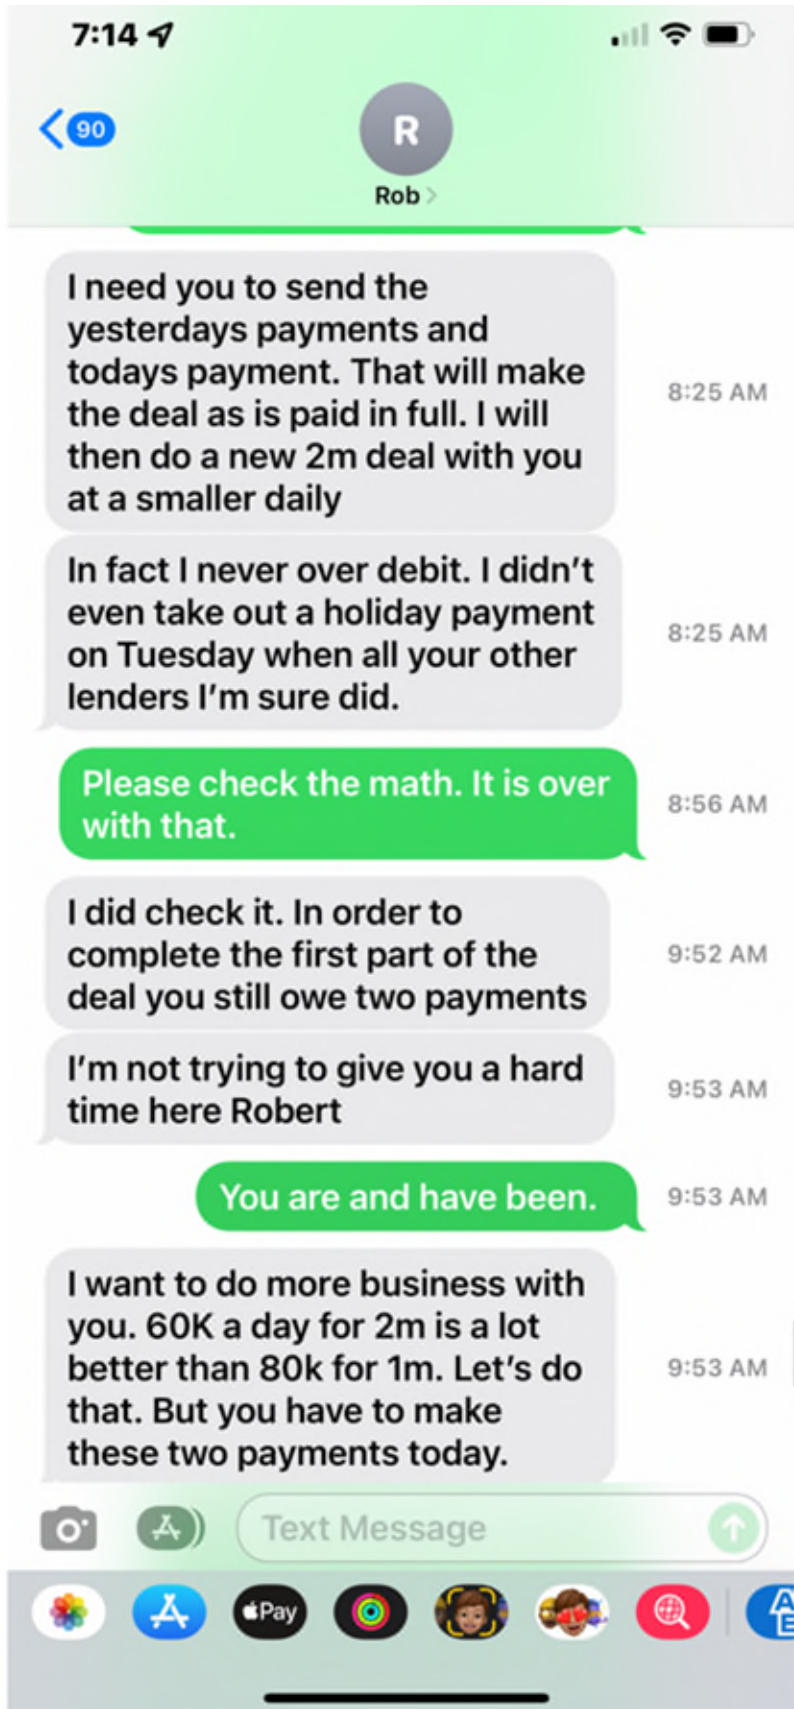 7:14
90
R
Rob
I need you to send the
yesterdays payments and
todays payment. That will make
the deal as is paid in full. I will
then do a new 2m deal with you
at a smaller daily
8:25 AM
In fact I never over debit. I didn't
even take out a holiday payment
on Tuesday when all your other
lenders I'm sure did.
8:25 AM
Please check the math. It is over
with that.
8:56 AM
I did check it. In order to
complete the first part of the
deal you still owe two payments
9:52 AM
I'm not trying to give you a hard
time here Robert
9:53 AM
You are and have been.
9:53 AM
I want to do more business with
you. 60K a day for 2m is a lot
better than 80k for 1m. Let's do
that. But you have to make
these two payments today.
9:53 AM
Text Message
Pay